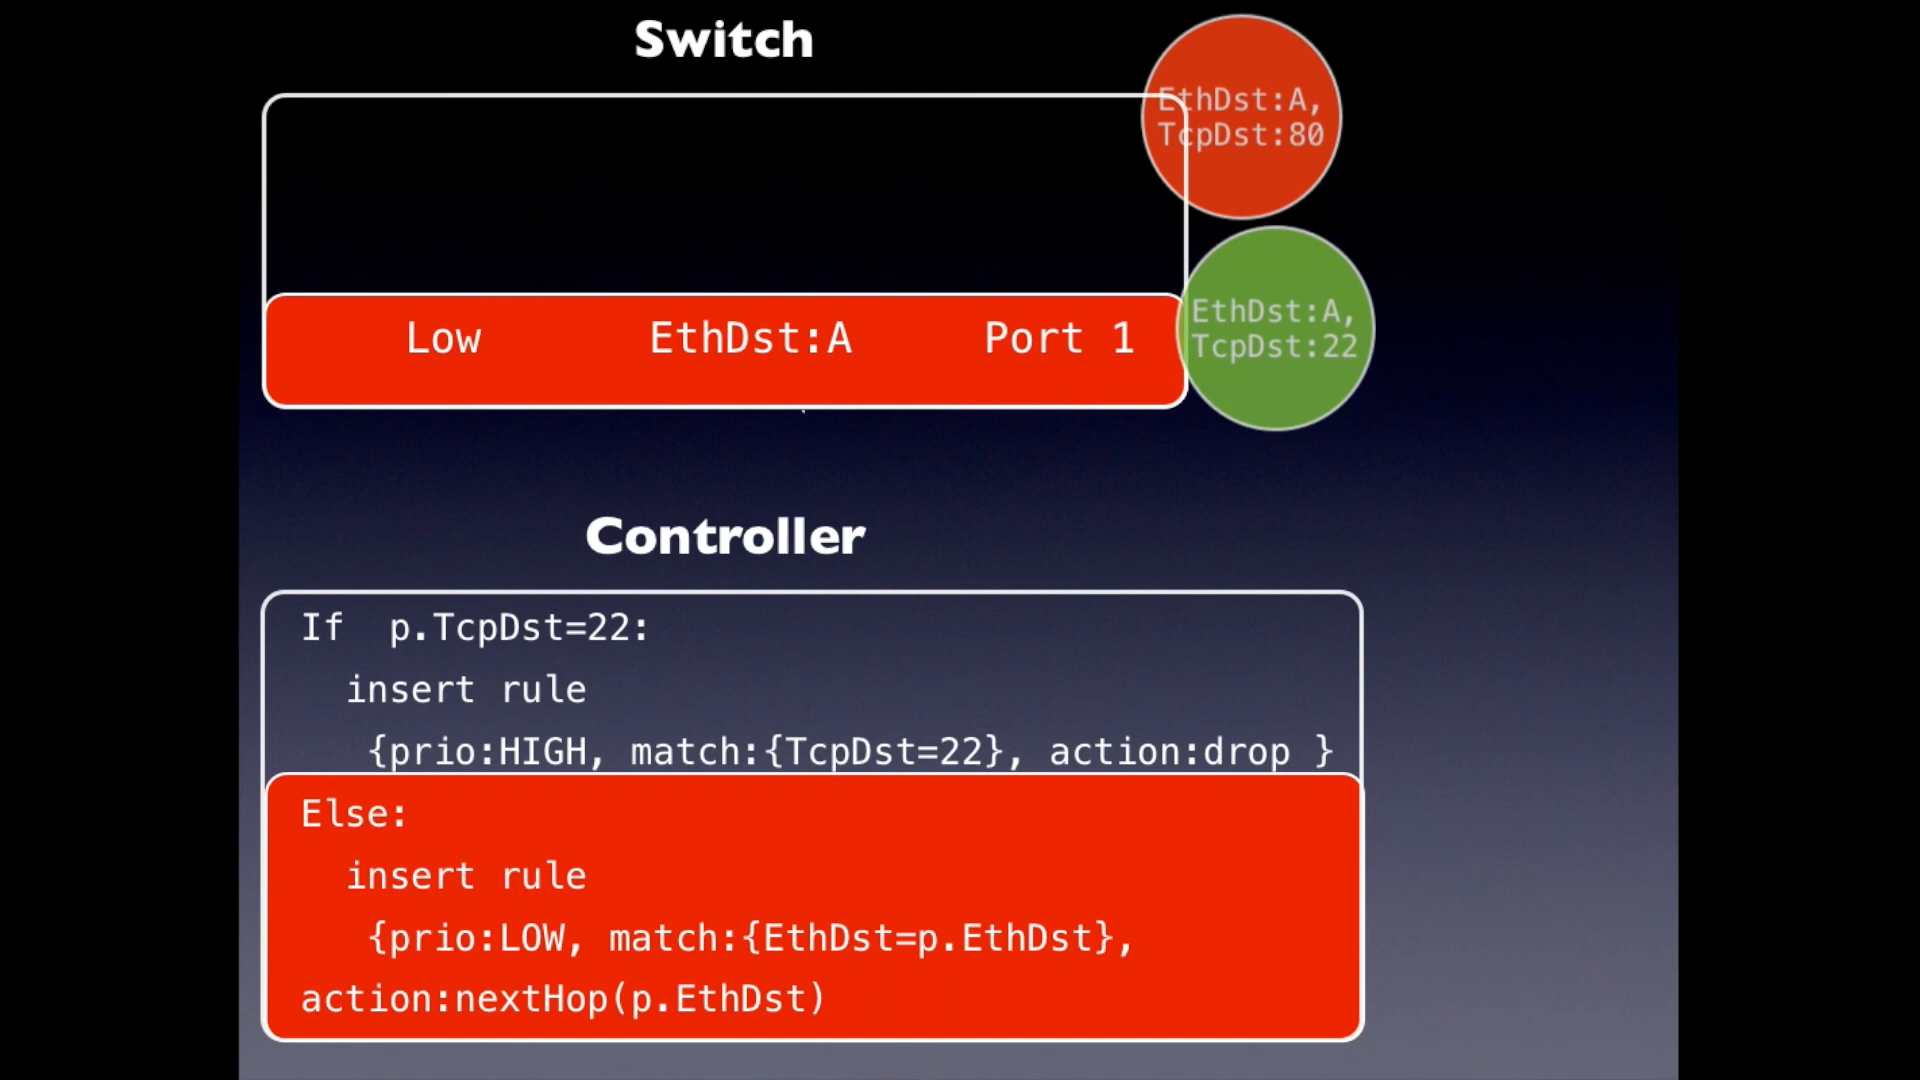 Switch
EthDst:A,
TcpDst:80
Low EthDst:A Port 1
EthDst:A,
TcpDst:22
Controller
If p.TcpDst=22:
insert rule
{prio:HIGH, match:{TcpDst=22}, action:drop }
Else:
insert rule
{prio:LOW, match:{EthDst=p.EthDst},
action:nextHop(p.EthDst)